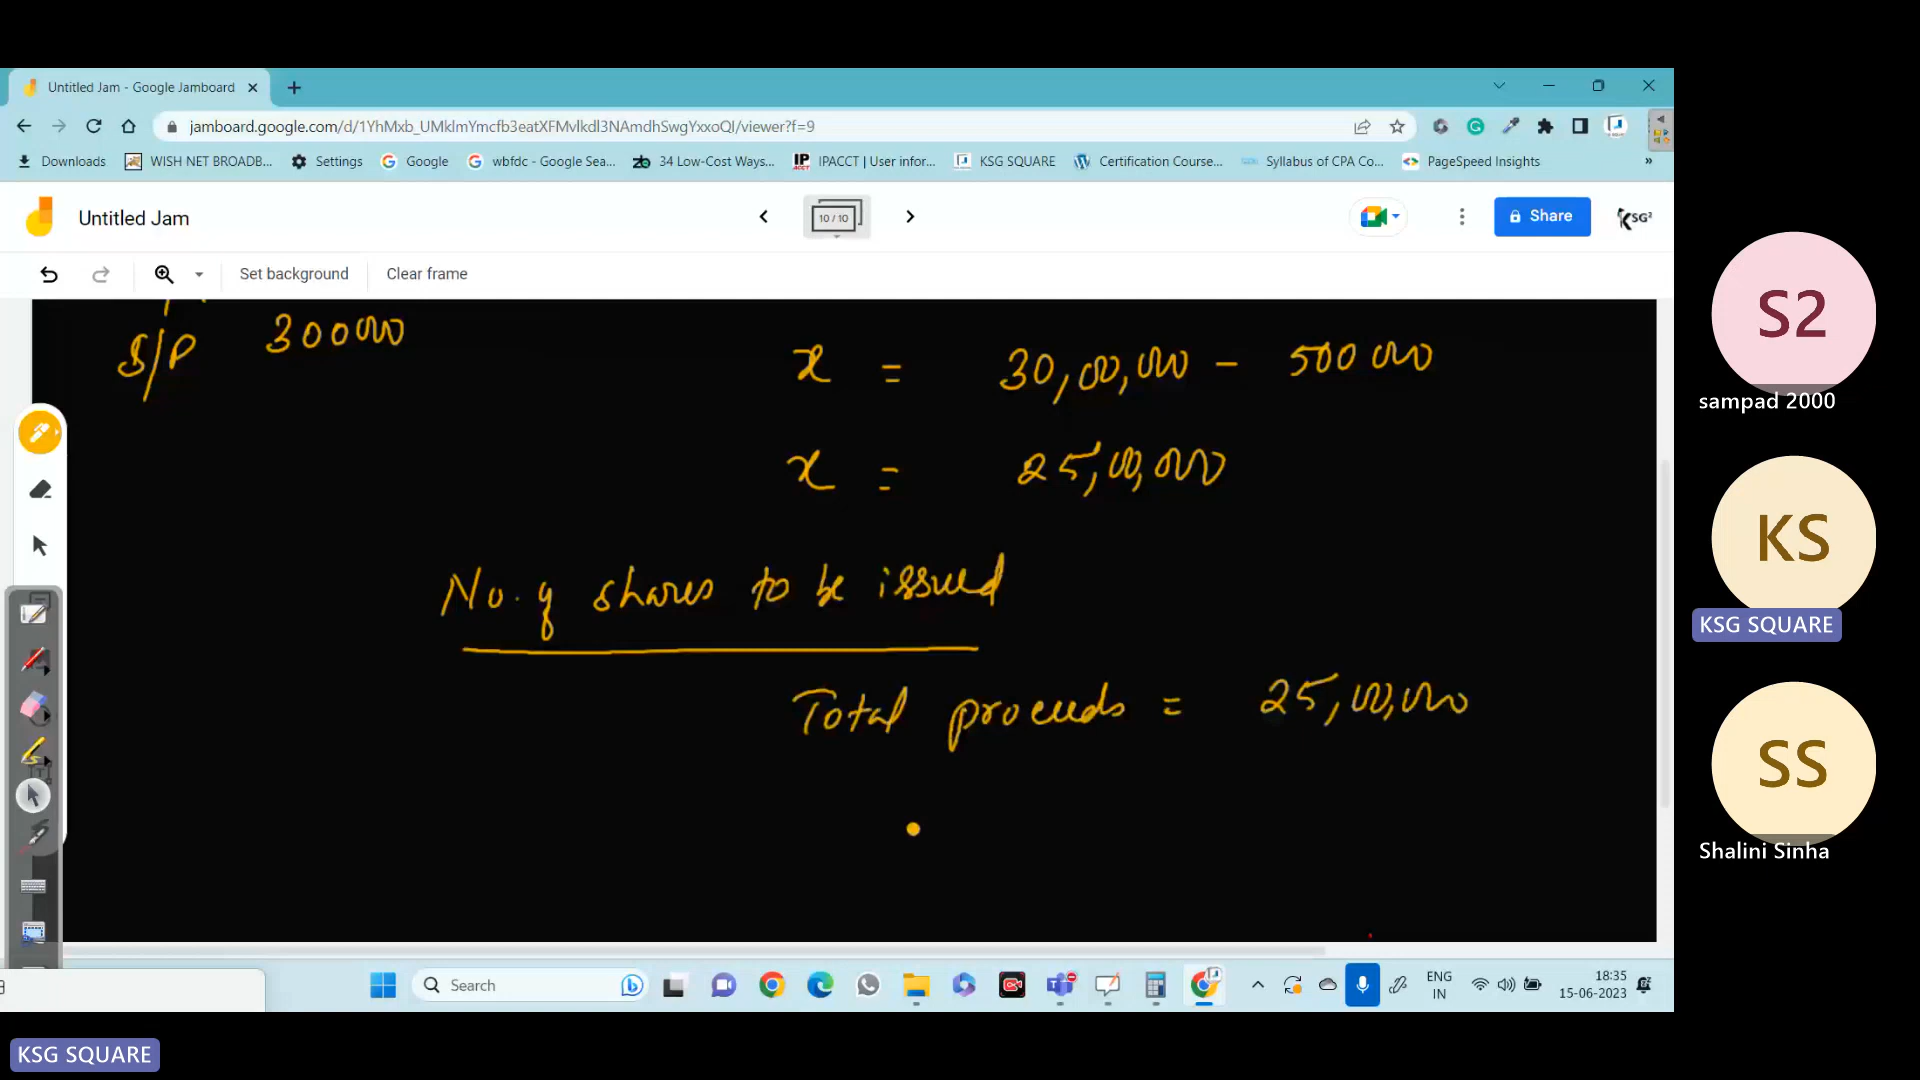 Untitled Jam - Google Jamboard
jamboard.google.com/d/1YhMxb_UMklmYmcfb3eatXFMvlkdl3NAmdhSwgYxxoQI/viewer?f=9
Downloads WISH NET BROADB... Settings Google wbfdc - Google Sea... 34 Low-Cost Ways... IPACCT | User infor... KSG SQUARE Certification Course... Syllabus of CPA Co... PageSpeed Insights »
Untitled Jam 10 / 10 Share KSG²
Set background Clear frame
S/P 300000
x = 30,00,000 - 500000
x = 25,00,000
No. of shares to be issued
Total proceeds = 25,00,000
S2
sampad 2000
KS
KSG SQUARE
SS
Shalini Sinha
Search
ENG
IN
18:35
15-06-2023
KSG SQUARE